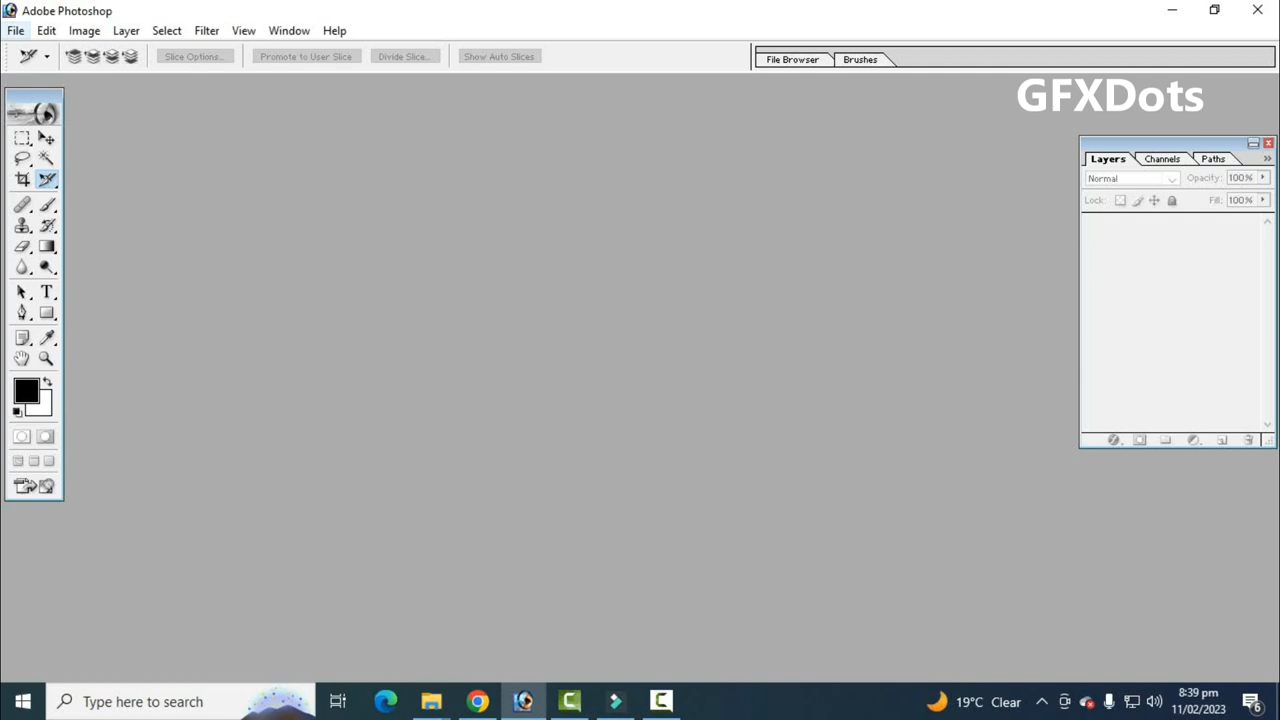 Adobe Photoshop
File Edit Image Layer Select Filter View Window Help
Slice Options... Promote to User Slice Divide Slice... Show Auto Slices File Browser Brushes
GFXDots
Layers Channels Paths
Normal Opacity: 100%
Lock: Fill: 100%
T
Type here to search 19°C Clear 8:39 pm
11/02/2023 6